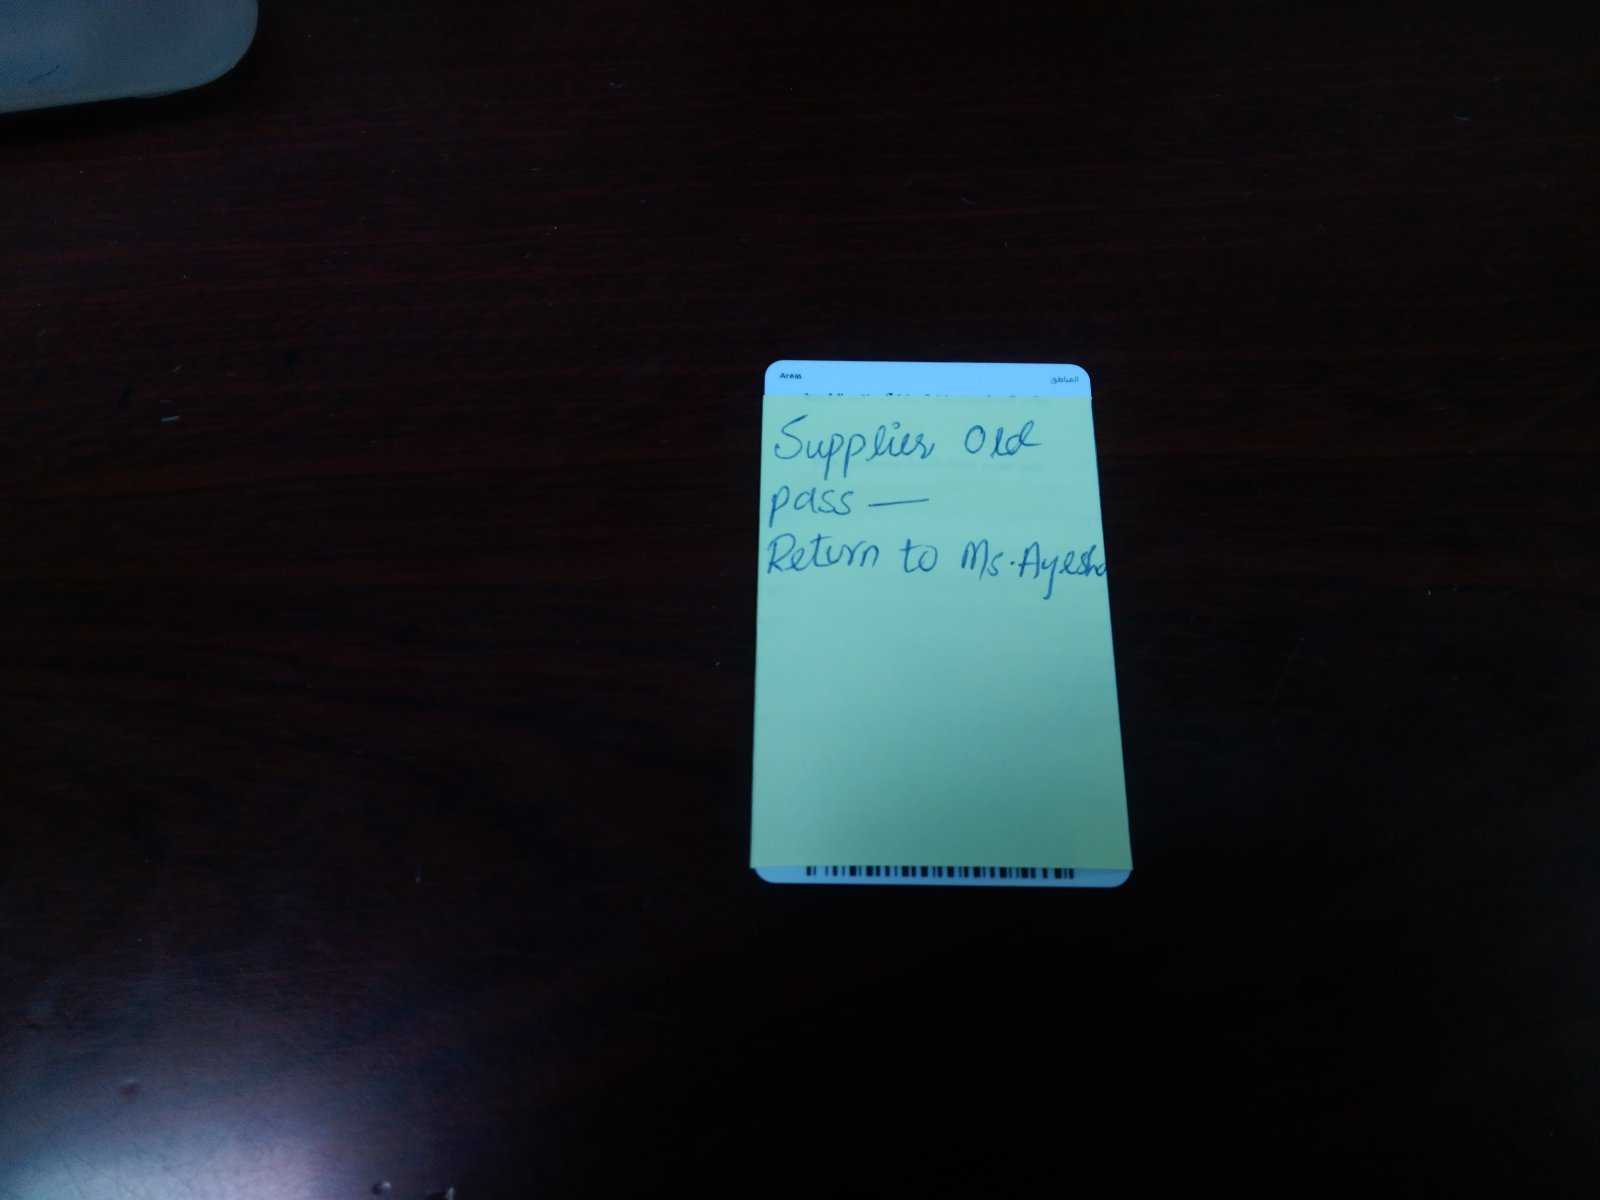 Areas المناطق
Supplier Old
pass —
Return to Ms. Ayesha